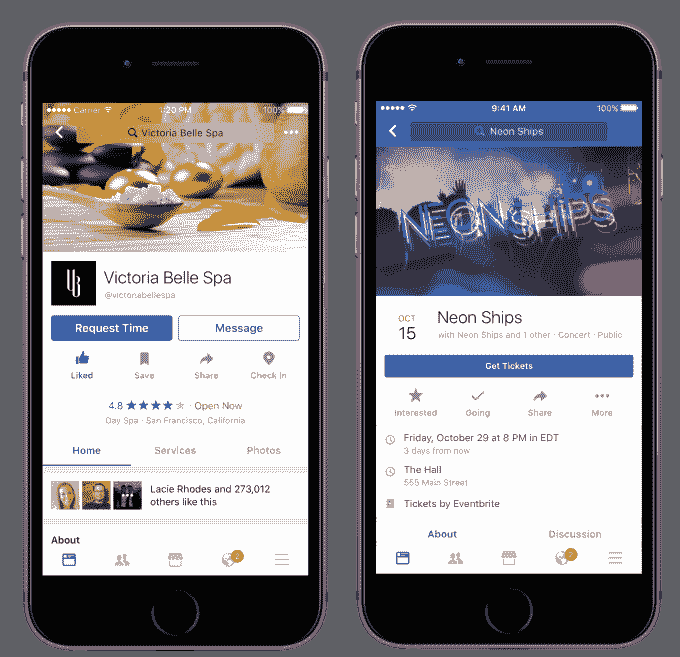 Carrier 1:20 PM 100%
Victoria Belle Spa
Victoria Belle Spa
@victoriabellespa
Request Time Message
Liked Save Share Check In
4.8 ★★★★★ · Open Now
Day Spa · San Francisco, California
Home Services Photos
Lacie Rhodes and 273,012
others like this
About
9:41 AM 100%
Neon Ships
NEONSHIPS
OCT
15
Neon Ships
with Neon Ships and 1 other · Concert · Public
Get Tickets
Interested Going Share More
Friday, October 29 at 8 PM in EDT
3 days from now
The Hall
555 Main Street
Tickets by Eventbrite
About Discussion